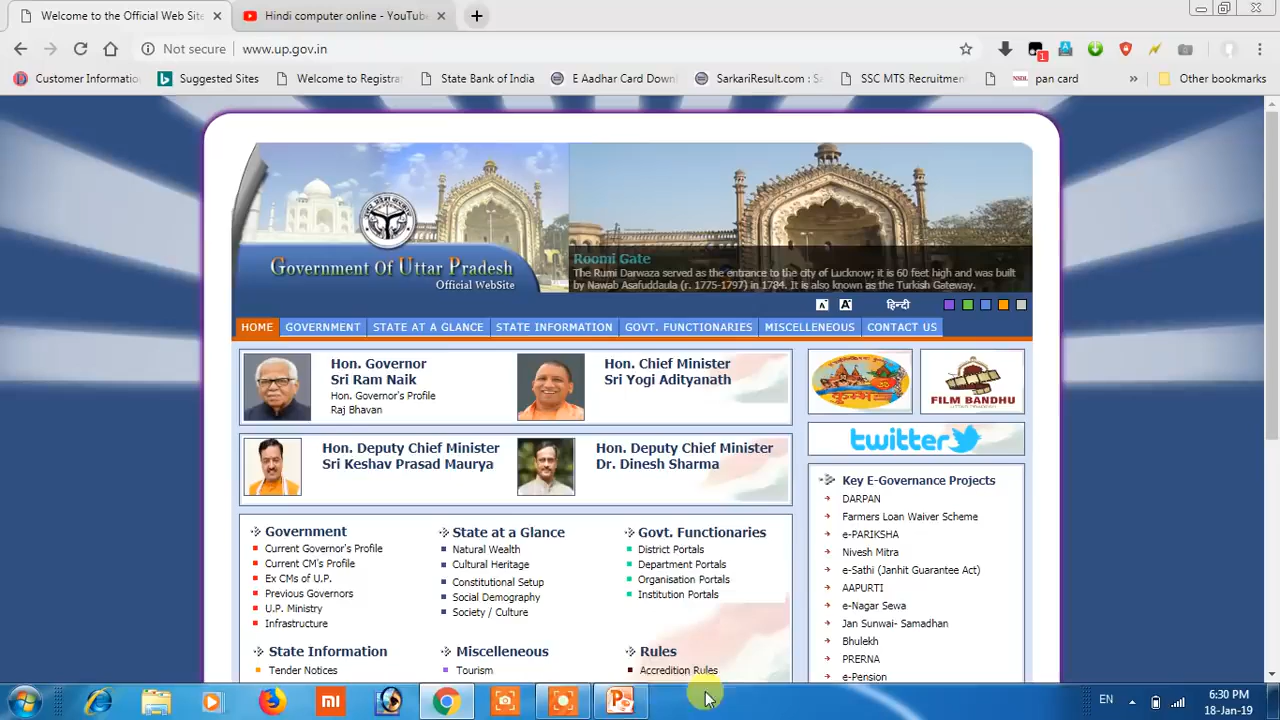 Welcome to the Official Web Site
Hindi computer online - YouTube
Not secure
www.up.gov.in
1
Customer Informatio
Suggested Sites
Welcome to Registra
State Bank of India
E Aadhar Card Down
SarkariResult.com : Sa
SSC MTS Recruitment
NSDL
pan card
»
Other bookmarks
Government Of Uttar Pradesh
Official WebSite
Roomi Gate
The Rumi Darwaza served as the entrance to the city of Lucknow; it is 60 feet high and was built
by Nawab Asafuddaula (r. 1775-1797) in 1784. It is also known as the Turkish Gateway.
A A हिन्दी
HOME GOVERNMENT STATE AT A GLANCE STATE INFORMATION GOVT. FUNCTIONARIES MISCELLANEOUS CONTACT US
Hon. Governor
Sri Ram Naik
Hon. Governor's Profile
Raj Bhavan
Hon. Chief Minister
Sri Yogi Adityanath
Hon. Deputy Chief Minister
Sri Keshav Prasad Maurya
Hon. Deputy Chief Minister
Dr. Dinesh Sharma
FILM BANDHU
UTTAR PRADESH
twitter
Government
Current Governor's Profile
Current CM's Profile
Ex CMs of U.P.
Previous Governors
U.P. Ministry
Infrastructure
State at a Glance
Natural Wealth
Cultural Heritage
Constitutional Setup
Social Demography
Society / Culture
Govt. Functionaries
District Portals
Department Portals
Organisation Portals
Institution Portals
State Information
Tender Notices
Miscellaneous
Tourism
Rules
Accredition Rules
Key E-Governance Projects
DARPAN
Farmers Loan Waiver Scheme
e-PARIKSHA
Nivesh Mitra
e-Sathi (Janhit Guarantee Act)
AAPURTI
e-Nagar Sewa
Jan Sunwai- Samadhan
Bhulekh
PRERNA
e-Pension
EN
6:30 PM
18-Jan-19